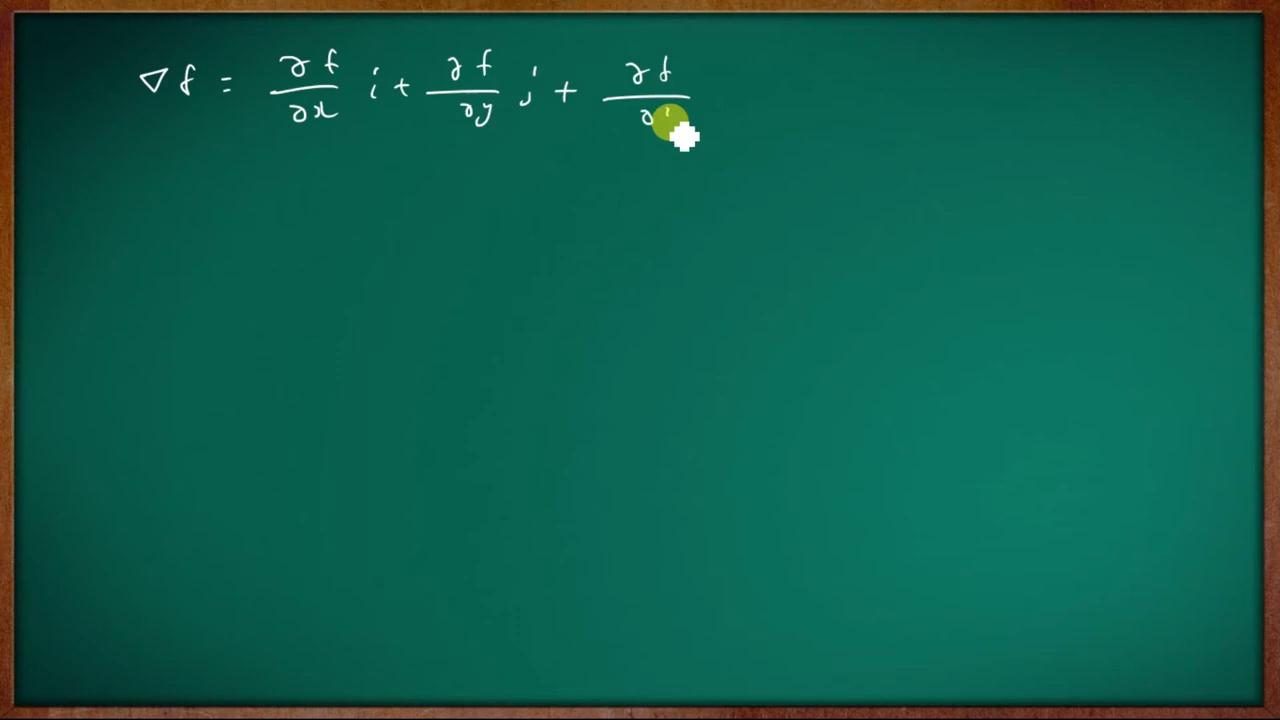 ∇f = ∂f/∂x i + ∂f/∂y j + ∂f/∂